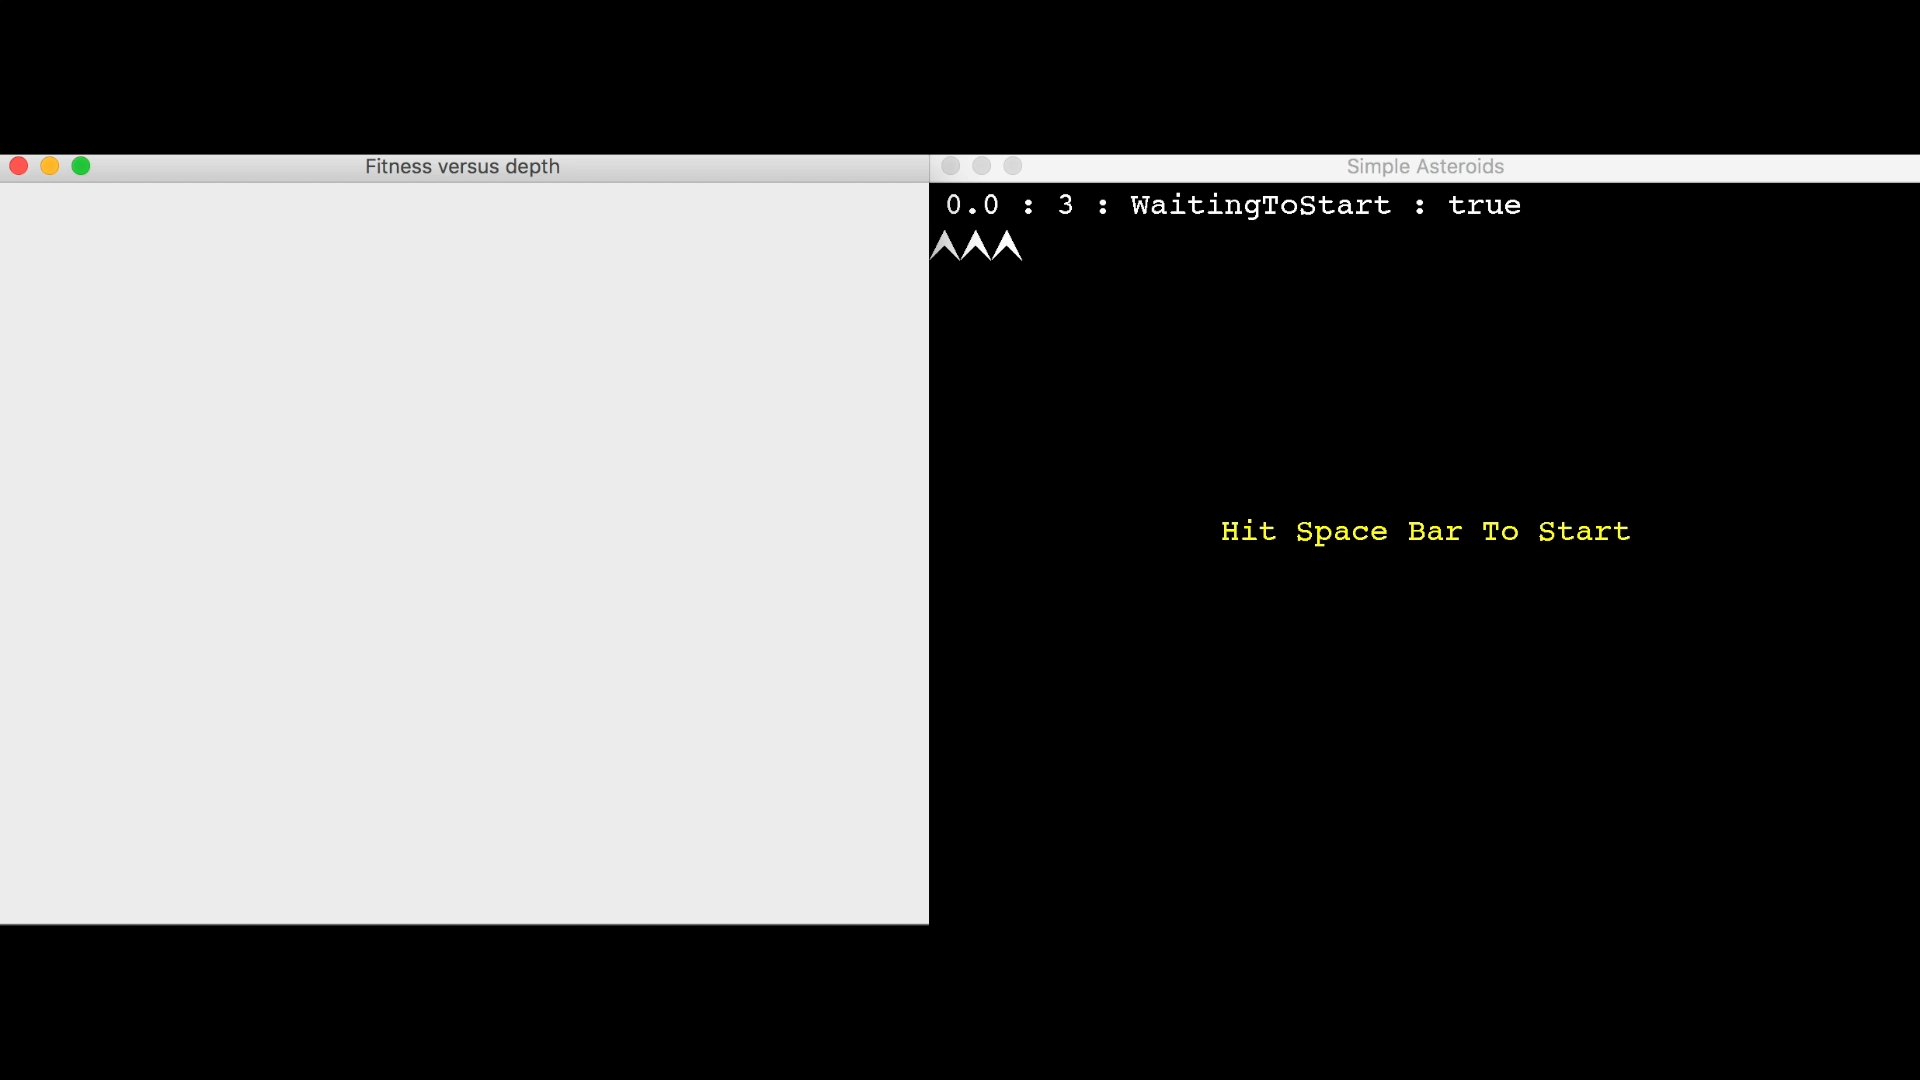 Fitness versus depth
Simple Asteroids
0.0 : 3 : WaitingToStart : true
Hit Space Bar To Start